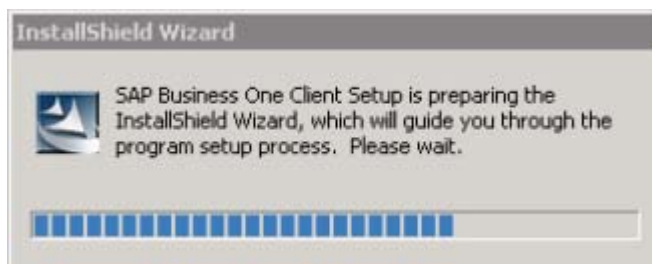 InstallShield Wizard
SAP Business One Client Setup is preparing the
InstallShield Wizard, which will guide you through the
program setup process.  Please wait.